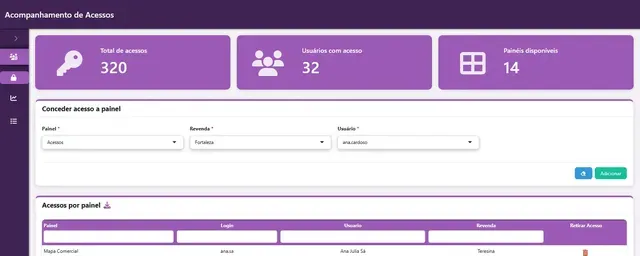 Acompanhamento de Acessos
Total de acessos
320
Usuários com acesso
32
Painéis disponíveis
14
Conceder acesso a painel
Painel * Revenda * Usuário *
Acessos Fortaleza ana.cardoso
Adicionar
Acessos por painel
Painel Login Usuario Revenda Retirar Acesso
Mapa Comercial ana.sa Ana Julia Sá Teresina